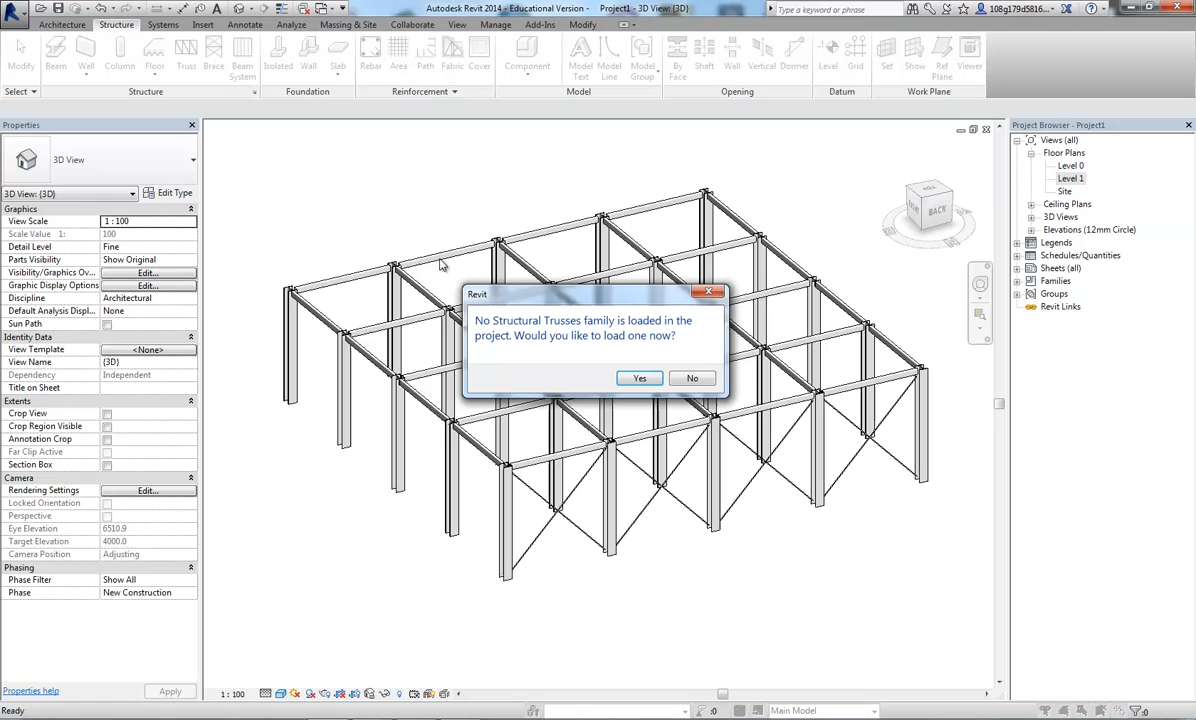 Autodesk Revit 2014 - Educational Version - Project1 - 3D View: {3D}
Type a keyword or phrase
108g179d5816...
Architecture Structure Systems Insert Annotate Analyze Massing & Site Collaborate View Manage Add-Ins Modify
Modify Beam Wall Column Floor Truss Brace Beam System Isolated Wall Slab Rebar Area Path Fabric Cover Component Model Text Model Line Model Group By Face Shaft Wall Vertical Dormer Level Grid Set Show Ref Plane Viewer
Select Structure Foundation Reinforcement Model Opening Datum Work Plane
Properties
3D View
3D View: {3D} Edit Type
Graphics
View Scale 1 : 100
Scale Value 1: 100
Detail Level Fine
Parts Visibility Show Original
Visibility/Graphics Ov... Edit...
Graphic Display Options Edit...
Discipline Architectural
Default Analysis Displ... None
Sun Path
Identity Data
View Template <None>
View Name {3D}
Dependency Independent
Title on Sheet
Extents
Crop View
Crop Region Visible
Annotation Crop
Far Clip Active
Section Box
Camera
Rendering Settings Edit...
Locked Orientation
Perspective
Eye Elevation 6510.9
Target Elevation 4000.0
Camera Position Adjusting
Phasing
Phase Filter Show All
Phase New Construction
Properties help Apply
BACK
Revit
No Structural Trusses family is loaded in the
project. Would you like to load one now?
Yes No
Project Browser - Project1
Views (all)
Floor Plans
Level 0
Level 1
Site
Ceiling Plans
3D Views
Elevations (12mm Circle)
Legends
Schedules/Quantities
Sheets (all)
Families
Groups
Revit Links
1 : 100
Ready
:0
Main Model
:0